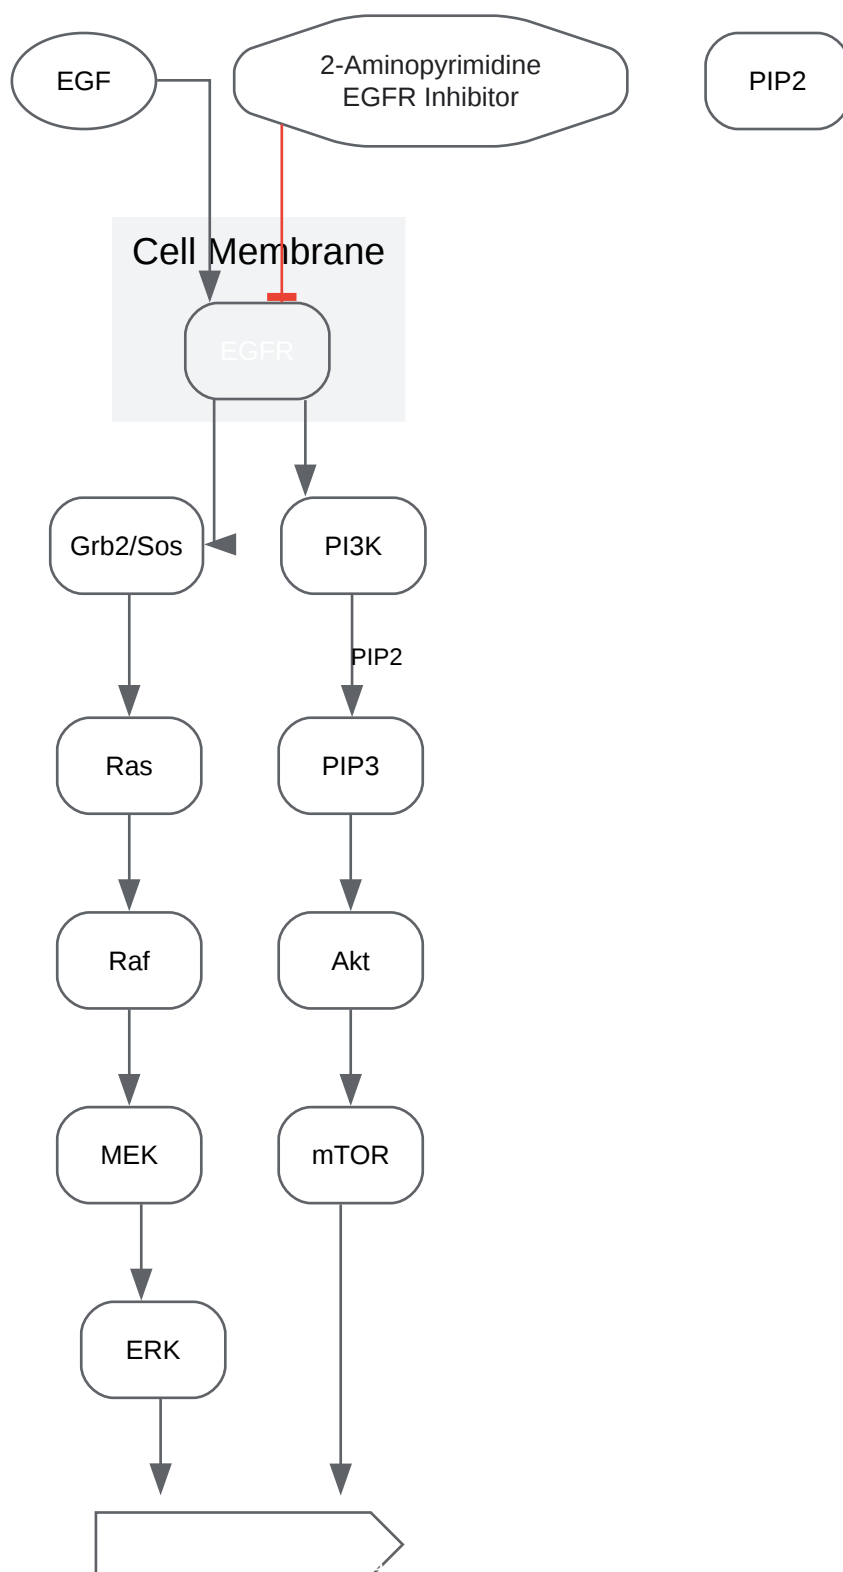 EGF
2-Aminopyrimidine
EGFR Inhibitor
PIP2
Cell Membrane
EGFR
Grb2/Sos
PI3K
PIP2
Ras
PIP3
Raf
Akt
MEK
mTOR
ERK